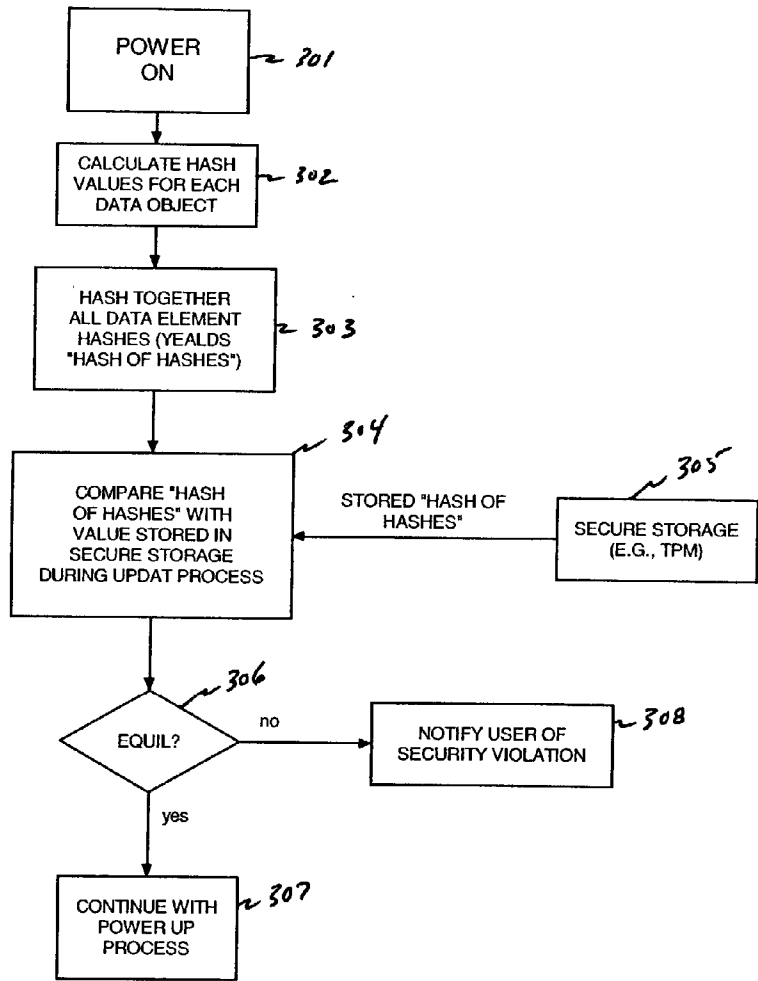 POWER
ON
301
CALCULATE HASH
VALUES FOR EACH
DATA OBJECT
302
HASH TOGETHER
ALL DATA ELEMENT
HASHES (YEALDS
"HASH OF HASHES")
303
304
COMPARE "HASH
OF HASHES" WITH
VALUE STORED IN
SECURE STORAGE
DURING UPDAT PROCESS
STORED "HASH OF
HASHES"
305
SECURE STORAGE
(E.G., TPM)
306
EQUIL?
no
NOTIFY USER OF
SECURITY VIOLATION
308
yes
CONTINUE WITH
POWER UP
PROCESS
307